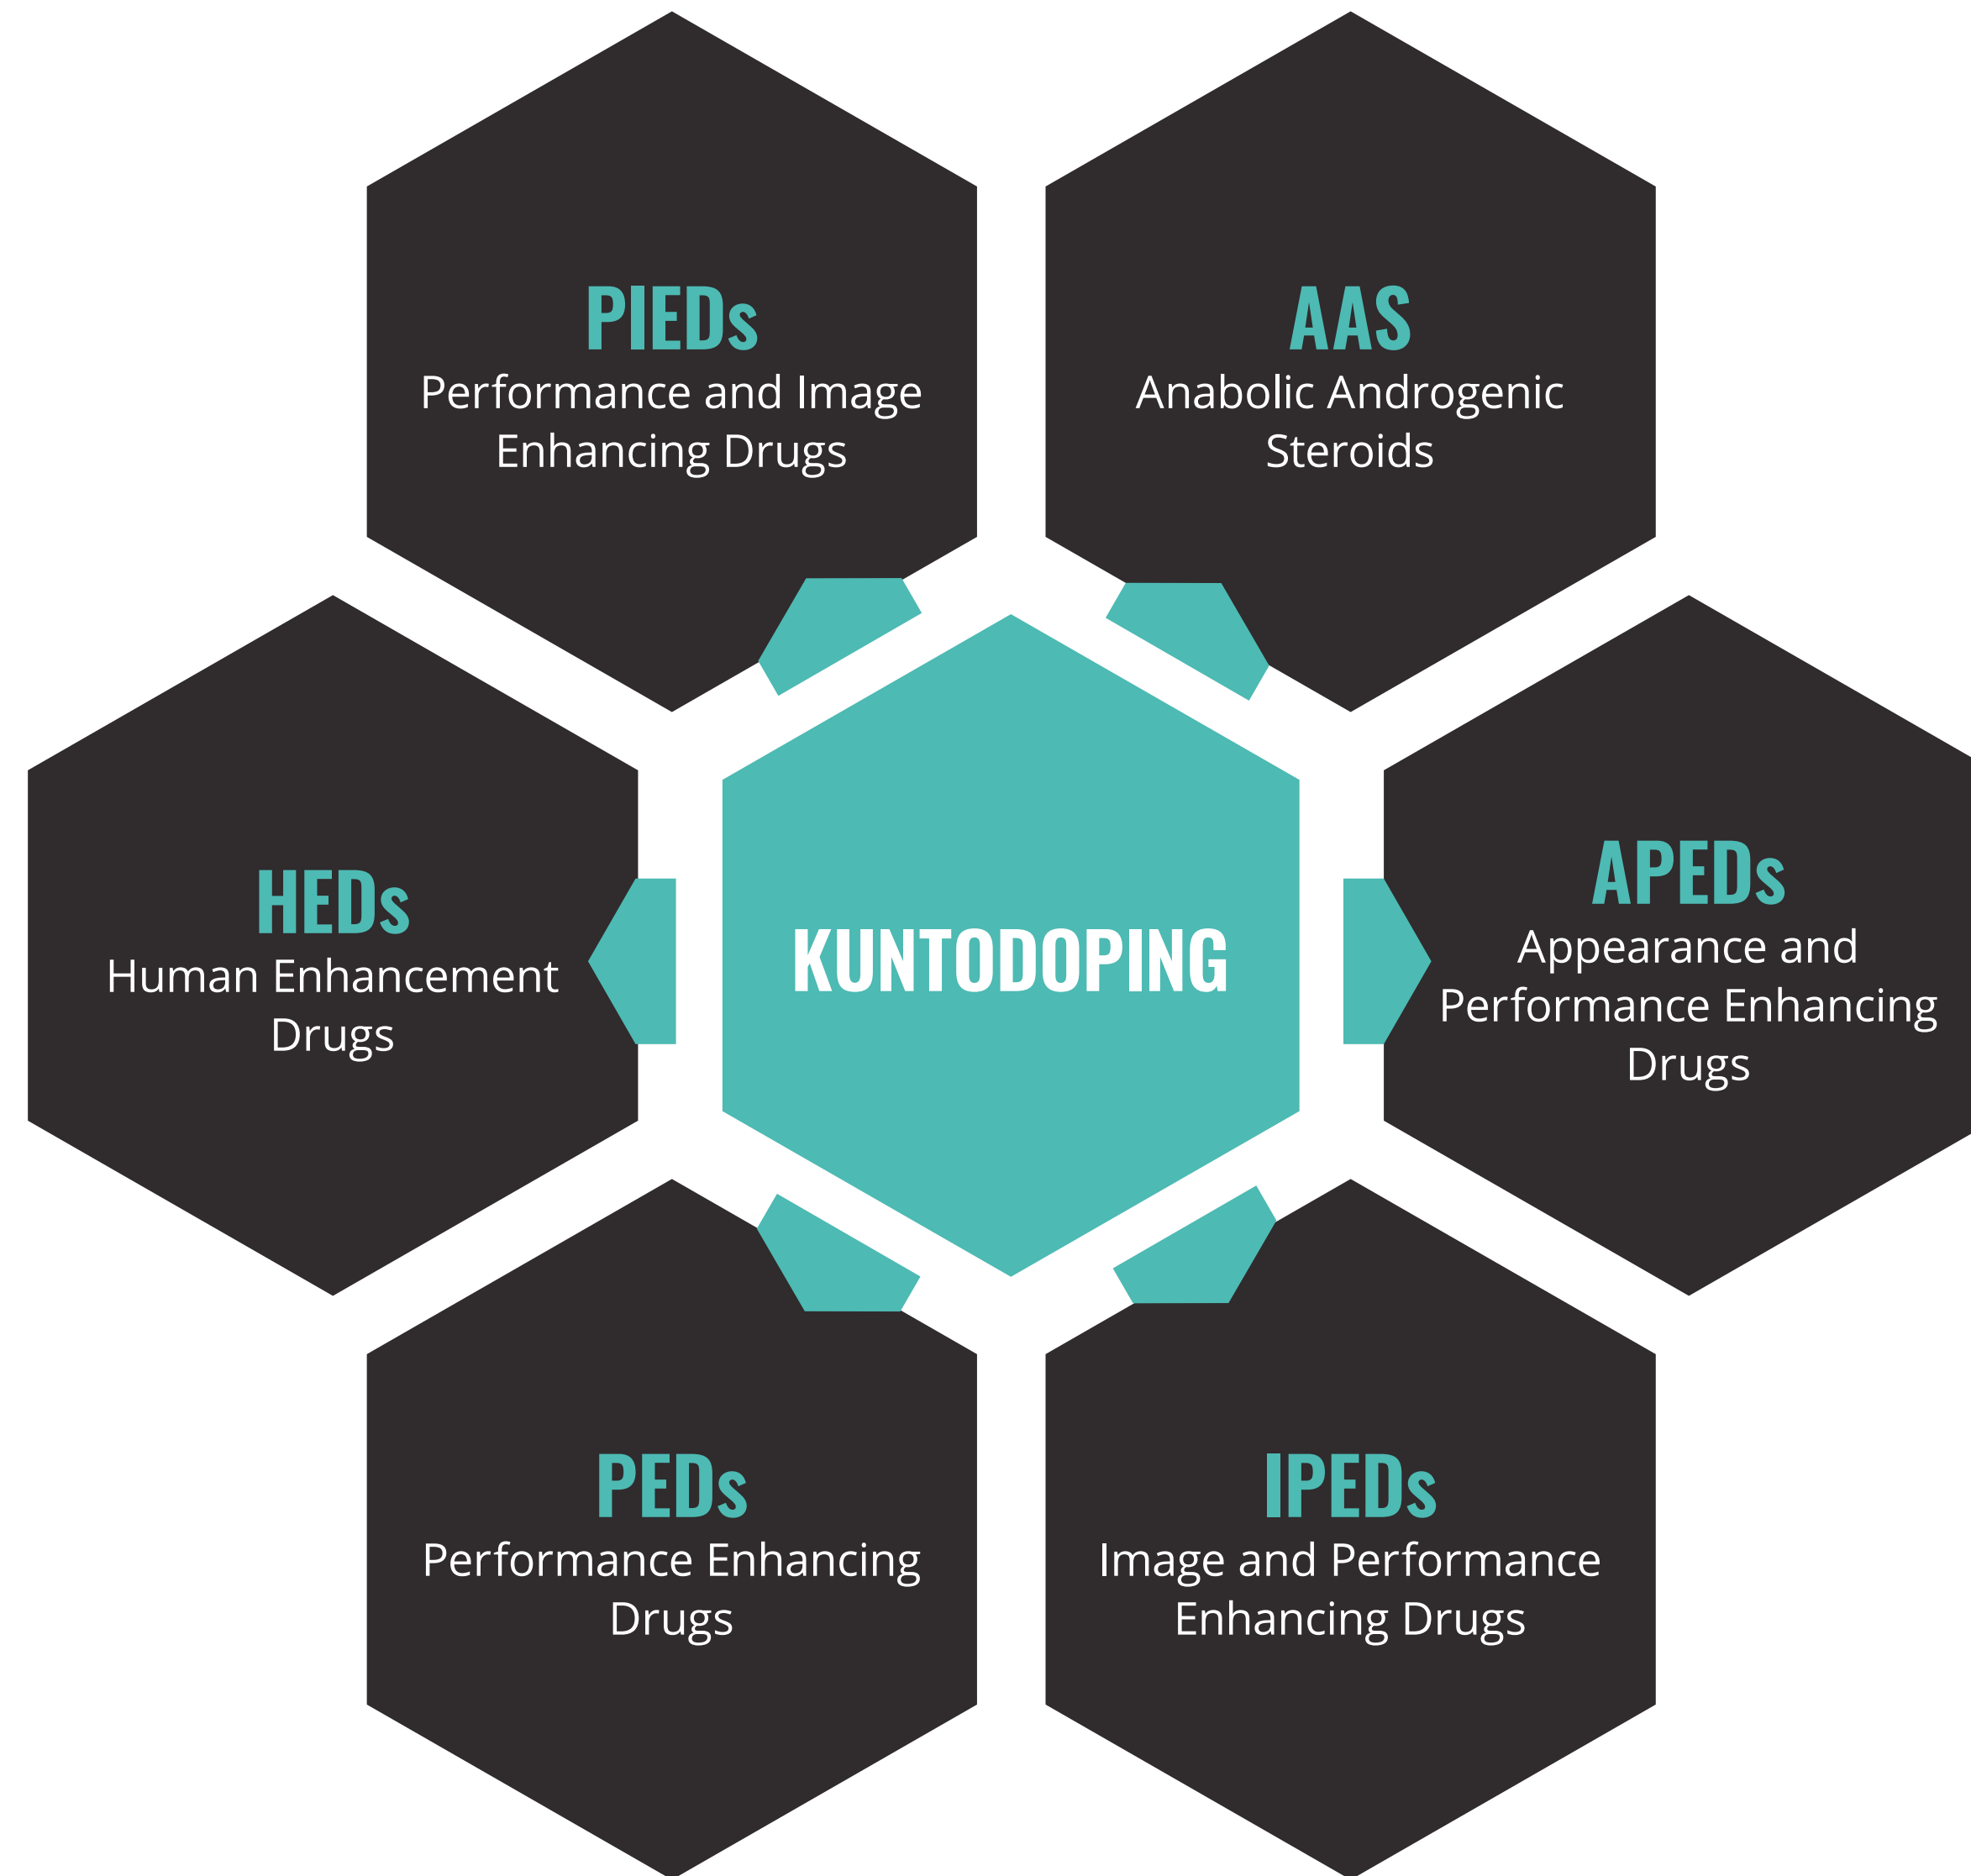 PIEDs
Performance and Image
Enhancing Drugs
AAS
Anabolic Androgenic
Steroids
HEDs
Human Enhancement
Drugs
KUNTODOPING
APEDs
Appearance and
Performance Enhancing
Drugs
PEDs
Performance Enhancing
Drugs
IPEDs
Image and Performance
Enhancing Drugs